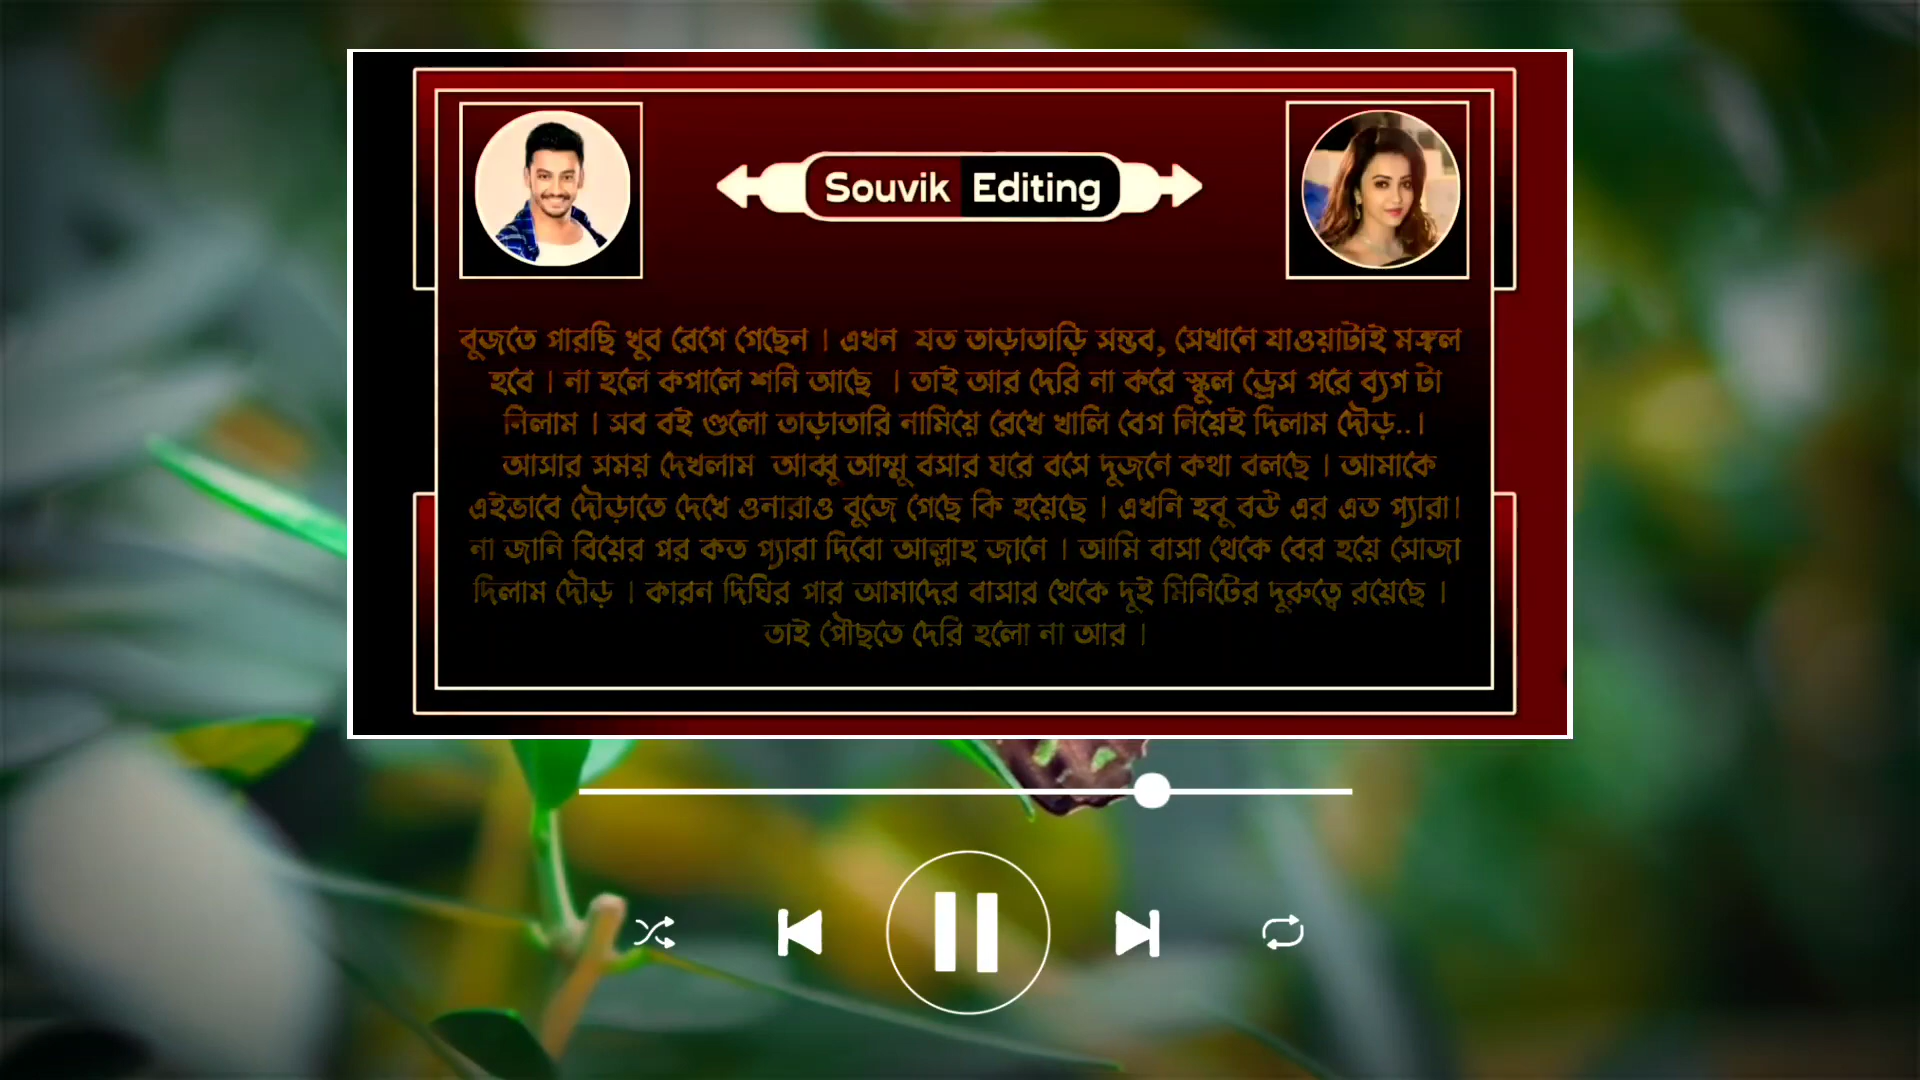 Souvik Editing
বুজতে পারছি খুব রেগে গেছেন । এখন যত তাড়াতাড়ি সম্ভব, সেখানে যাওয়াটাই মঙ্গল
হবে । না হলে কপালে শনি আছে । তাই আর দেরি না করে স্কুল ড্রেস পরে ব্যগ টা
নিলাম । সব বই গুলো তাড়াতারি নামিয়ে রেখে খালি বেগ নিয়েই দিলাম দৌড়..।
আসার সময় দেখলাম আব্বু আম্মু বসার ঘরে বসে দুজনে কথা বলছে । আমাকে
এইভাবে দৌড়াতে দেখে ওনারাও বুজে গেছে কি হয়েছে । এখনি হবু বউ এর এত প্যারা।
না জানি বিয়ের পর কত প্যারা দিবো আল্লাহ জানে । আমি বাসা থেকে বের হয়ে সোজা
দিলাম দৌড় । কারন দিঘির পার আমাদের বাসার থেকে দুই মিনিটের দুরুত্বে রয়েছে ।
তাই পৌছতে দেরি হলো না আর ।